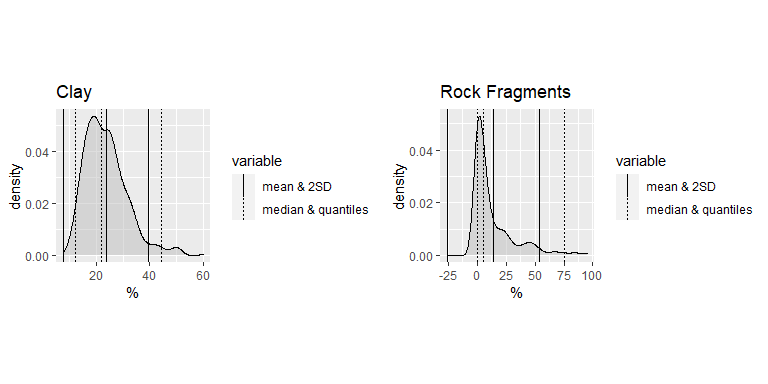 Clay
density
0.04
0.02
0.00
20
40
60
%
variable
mean & 2SD
median & quantiles
Rock Fragments
density
0.04
0.02
0.00
-25
0
25
50
75
100
%
variable
mean & 2SD
median & quantiles